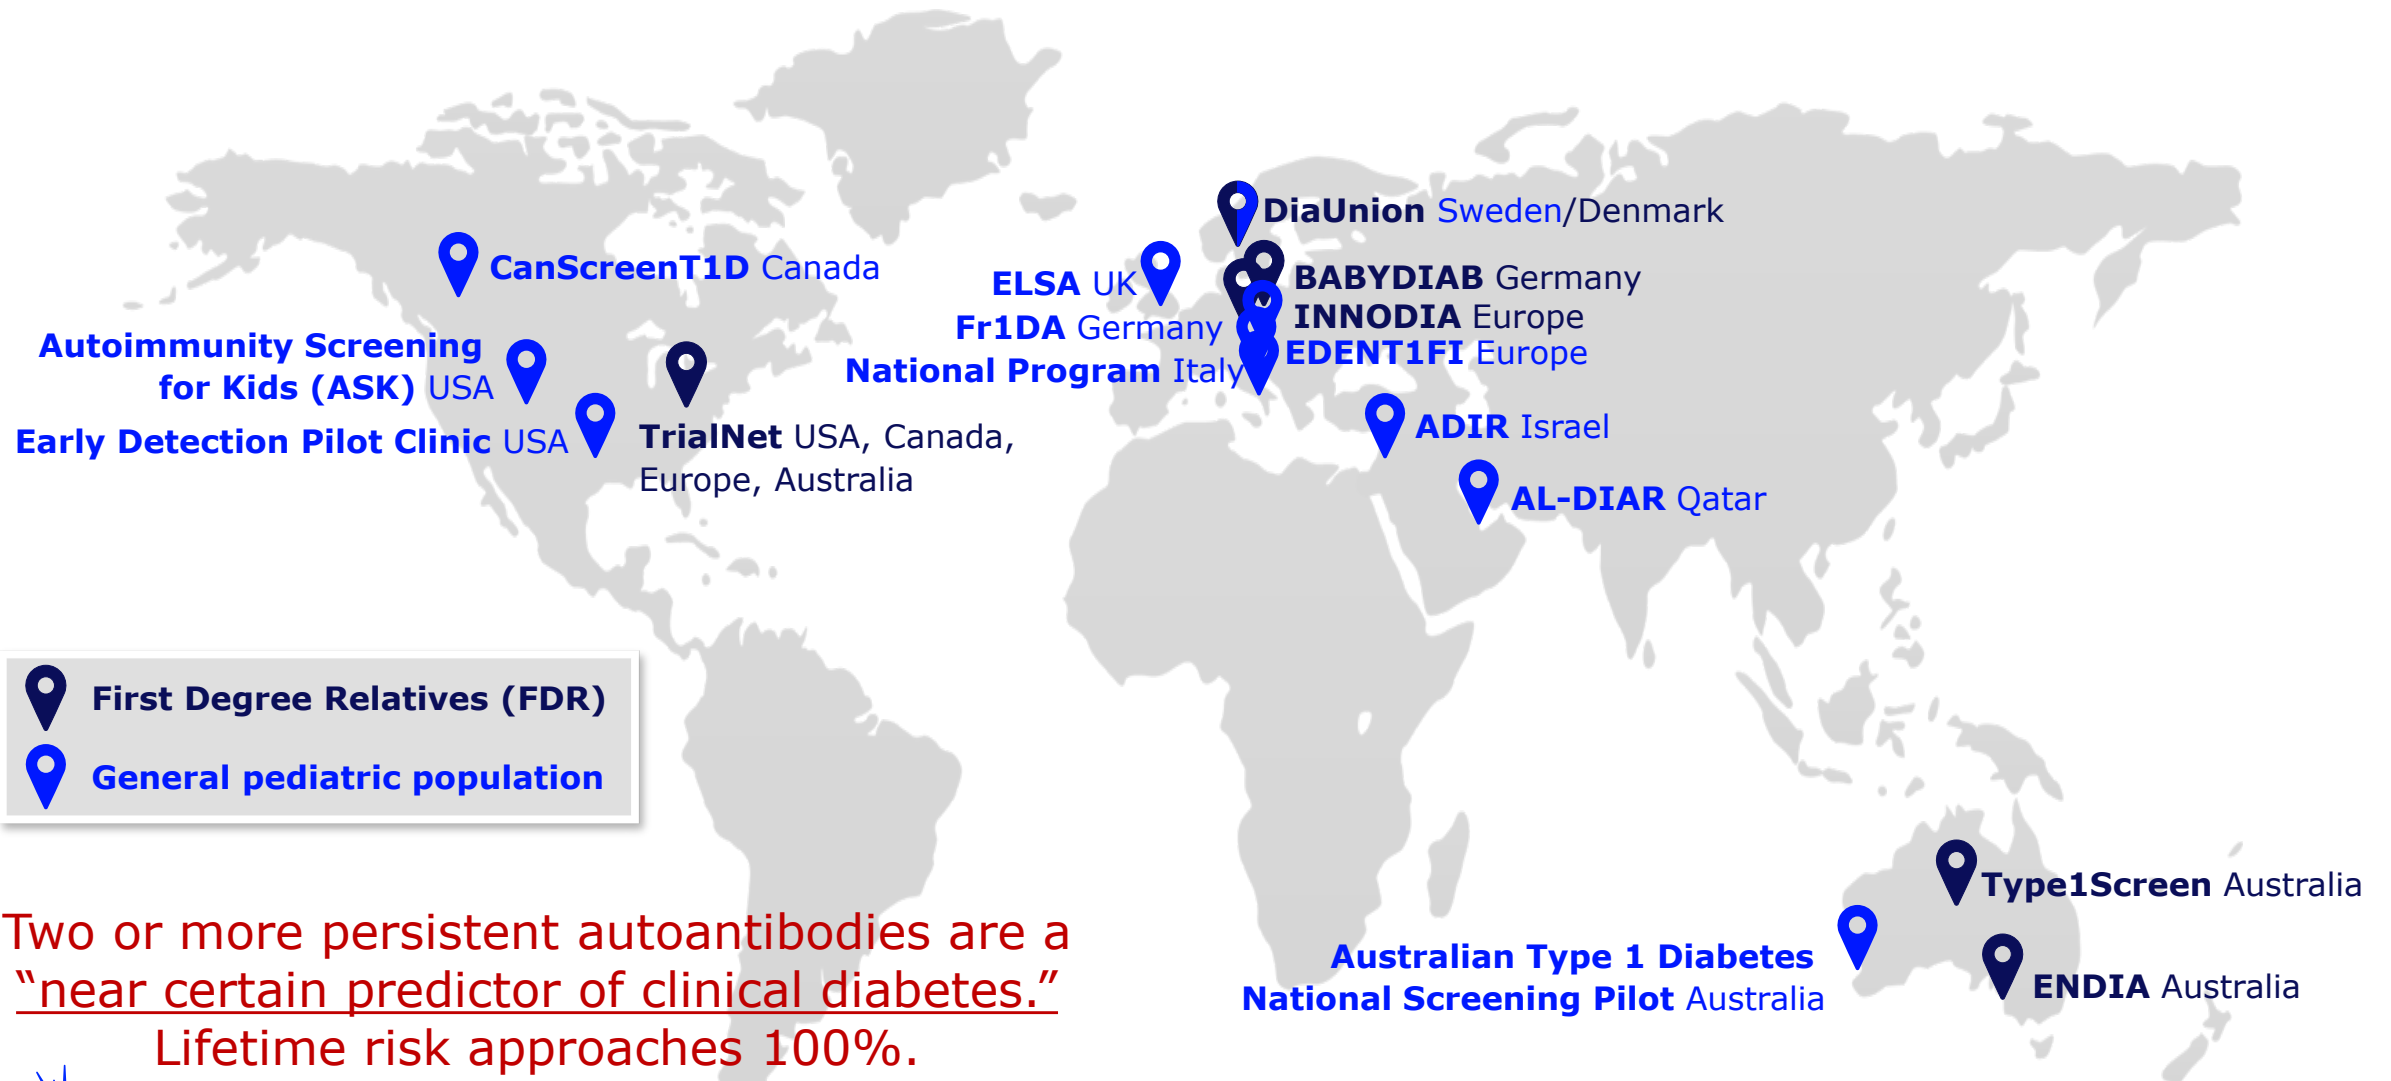 DiaUnion Sweden/Denmark
CanScreenT1D Canada
ELSA UK
BABYDIAB Germany
Fr1DA Germany
INNODIA Europe
National Program Italy
EDENT1FI Europe
Autoimmunity Screening
for Kids (ASK) USA
Early Detection Pilot Clinic USA
TrialNet USA, Canada,
Europe, Australia
ADIR Israel
AL-DIAR Qatar
First Degree Relatives (FDR)
General pediatric population
Type1Screen Australia
Australian Type 1 Diabetes
National Screening Pilot Australia
ENDIA Australia
Two or more persistent autoantibodies are a
“near certain predictor of clinical diabetes.”
Lifetime risk approaches 100%.